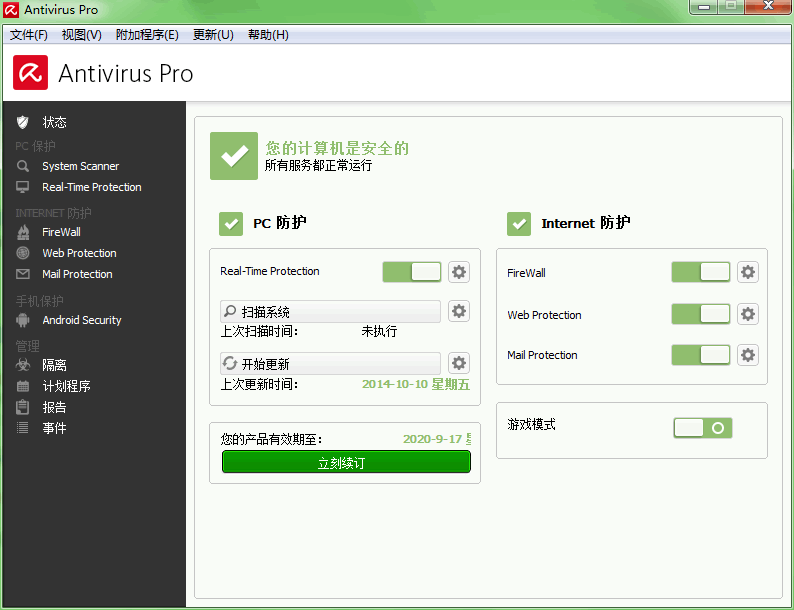 Antivirus Pro
文件(F) 视图(V) 附加程序(E) 更新(U) 帮助(H)
Antivirus Pro
状态
PC 保护
System Scanner
Real-Time Protection
INTERNET 防护
FireWall
Web Protection
Mail Protection
手机保护
Android Security
管理
隔离
计划程序
报告
事件
您的计算机是安全的
所有服务都正常运行
PC 防护
Real-Time Protection
扫描系统
上次扫描时间: 未执行
开始更新
上次更新时间: 2014-10-10 星期五
您的产品有效期至: 2020-9-17
立刻续订
Internet 防护
FireWall
Web Protection
Mail Protection
游戏模式